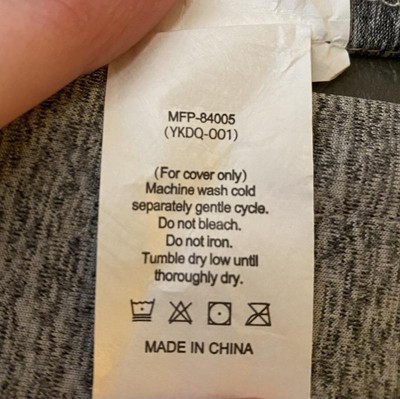 MFP-84005
(YKDQ-001)
(For cover only)
Machine wash cold
separately gentle cycle.
Do not bleach.
Do not iron.
Tumble dry low until
thoroughly dry.
MADE IN CHINA